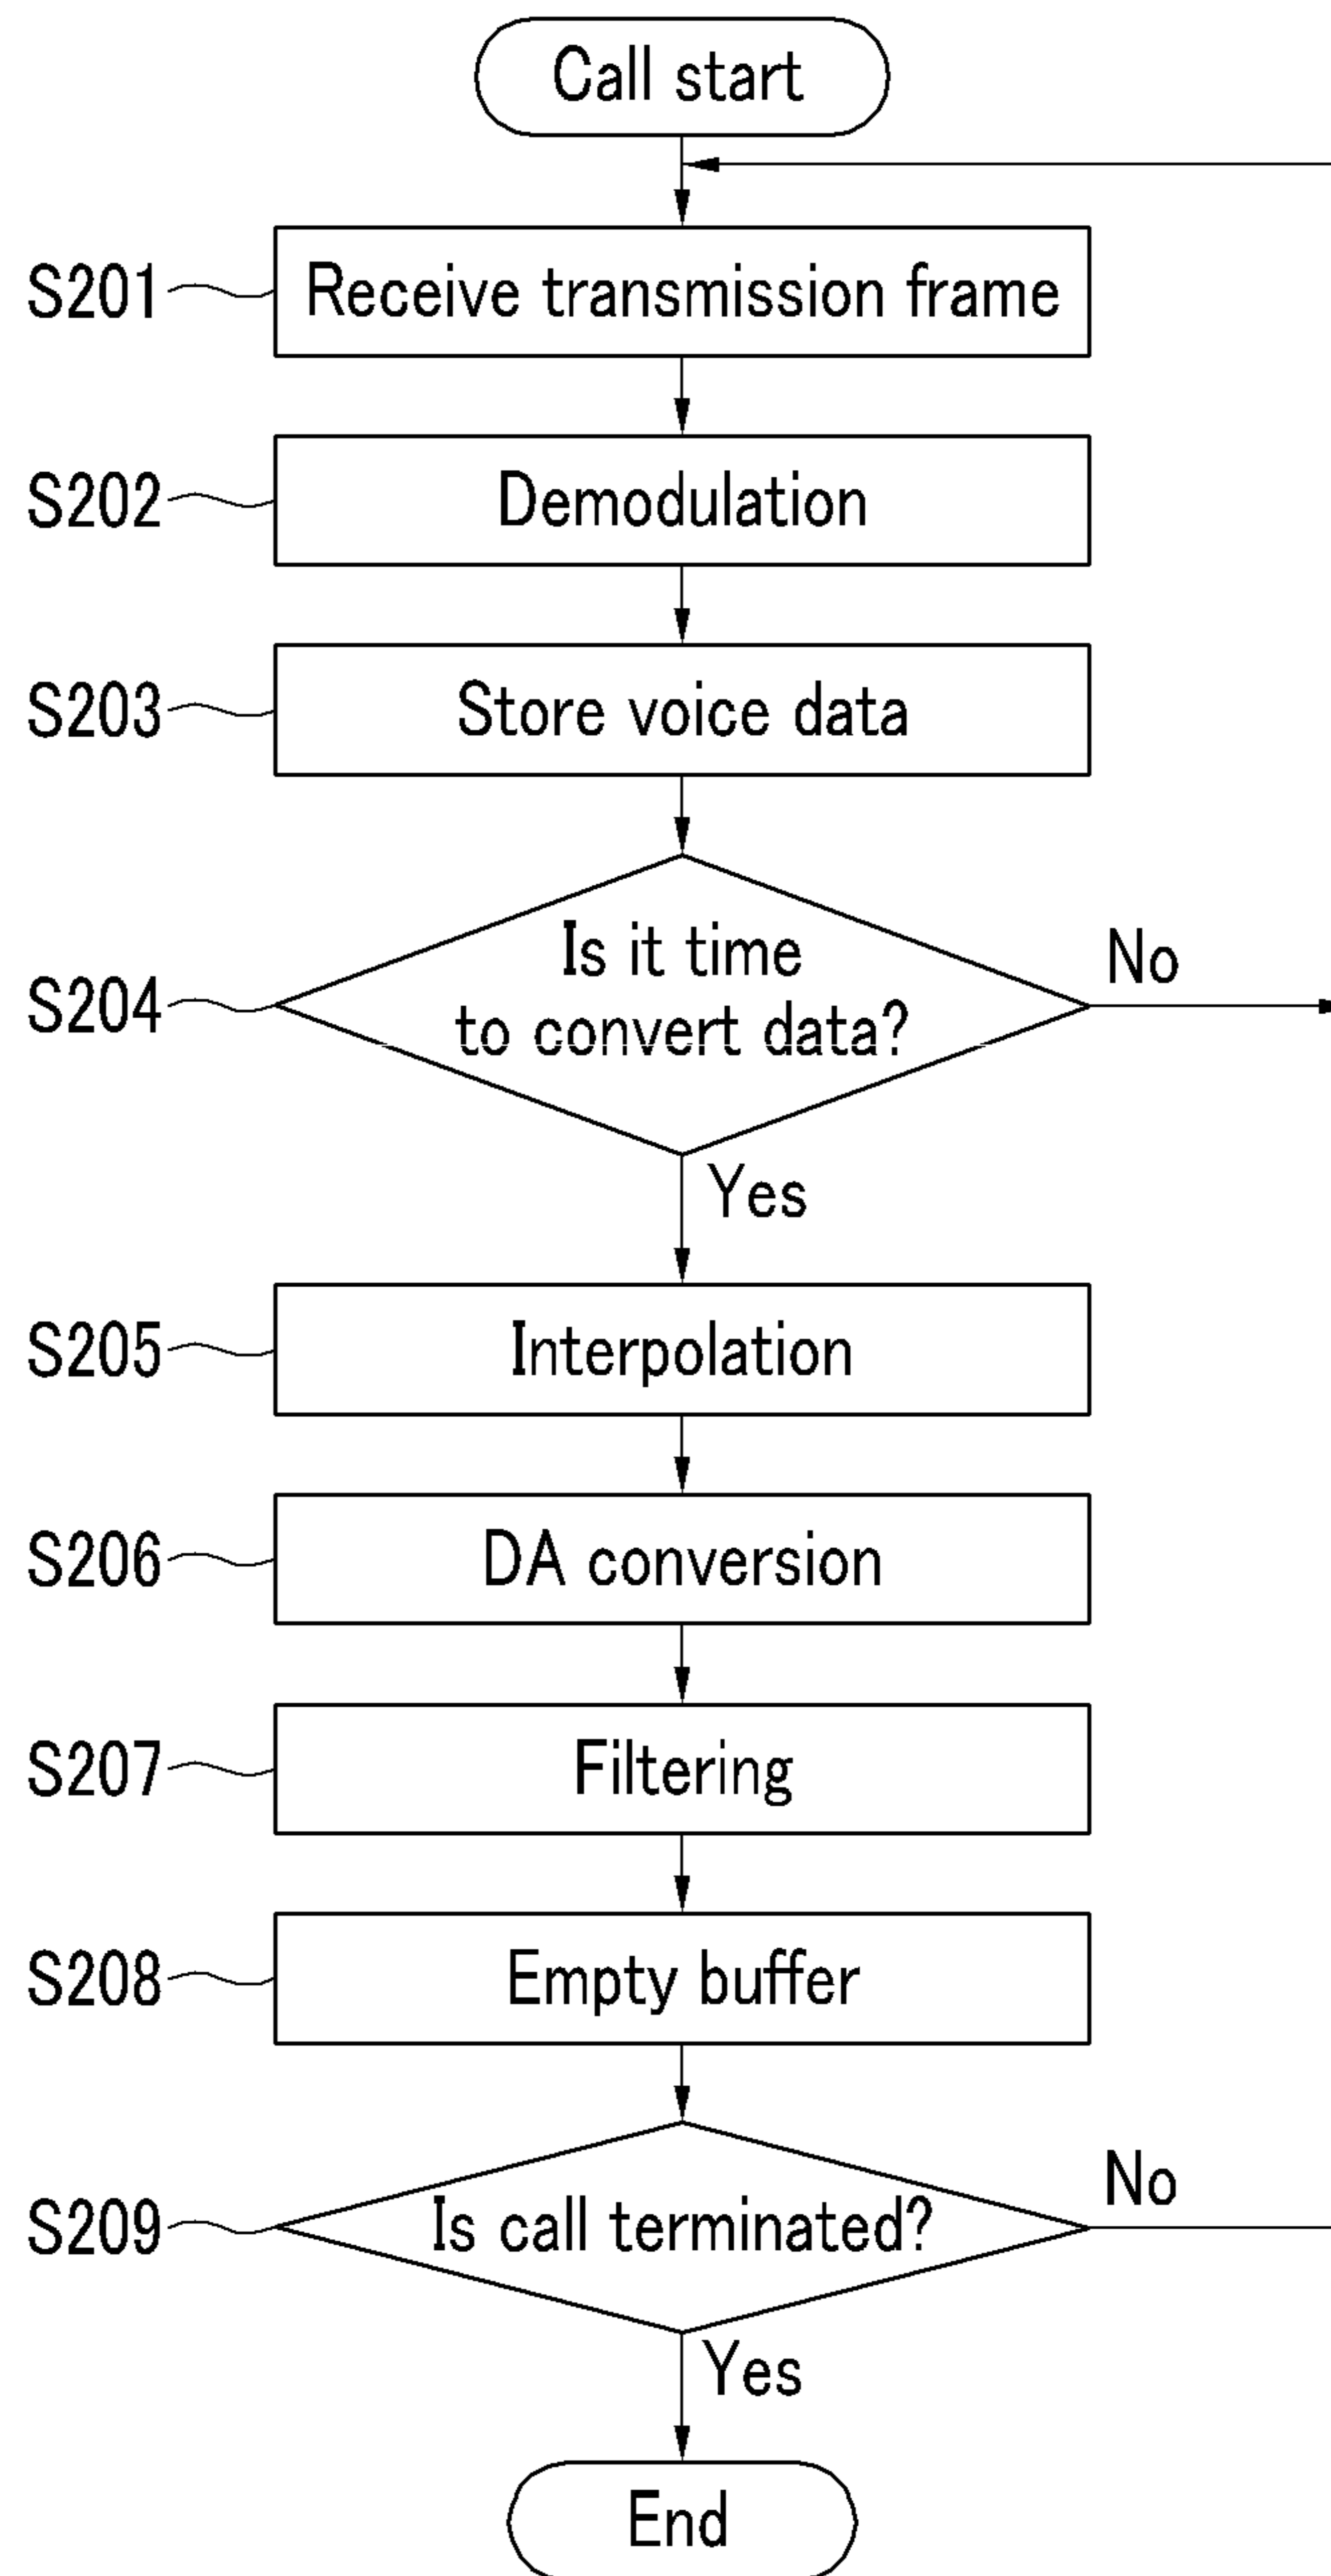 Call start
S201 Receive transmission frame
S202 Demodulation
S203 Store voice data
Is it time
S204 to convert data? No
Yes
S205 Interpolation
S206 DA conversion
S207 Filtering
S208 Empty buffer
S209 Is call terminated? No
Yes
End